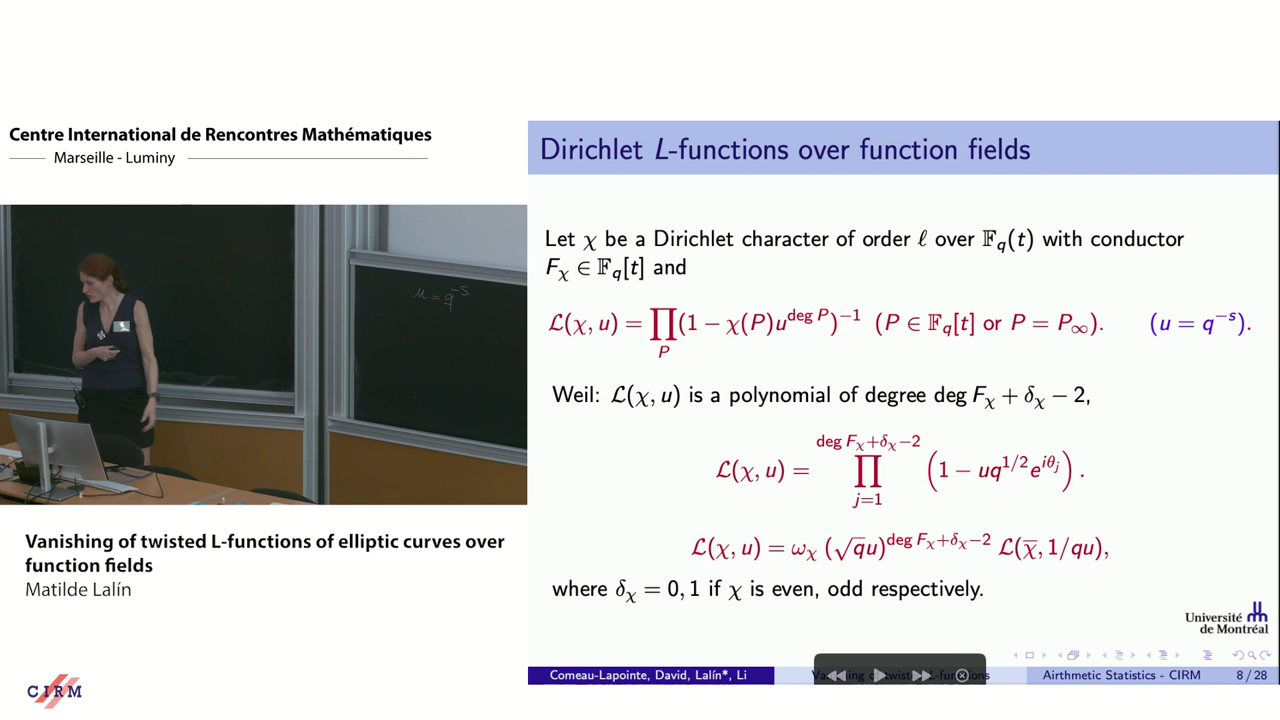 Centre International de Rencontres Mathématiques
Marseille - Luminy
u = q^{-s}
Vanishing of twisted L-functions of elliptic curves over
function fields
Matilde Lalín
CIRM
Dirichlet L-functions over function fields
Let χ be a Dirichlet character of order ℓ over 𝔽_q(t) with conductor
F_χ ∈ 𝔽_q[t] and
ℒ(χ, u) = ∏_P (1 − χ(P)u^{deg P})^{−1} (P ∈ 𝔽_q[t] or P = P_∞). (u = q^{−s}).
Weil: ℒ(χ, u) is a polynomial of degree deg F_χ + δ_χ − 2,
ℒ(χ, u) = ∏_{j=1}^{deg F_χ+δ_χ−2} (1 − uq^{1/2}e^{iθ_j}).
ℒ(χ, u) = ω_χ (√q u)^{deg F_χ+δ_χ−2} ℒ(χ̅, 1/qu),
where δ_χ = 0, 1 if χ is even, odd respectively.
Université
de Montréal
Comeau-Lapointe, David, Lalín*, Li
Vanishing of twisted L-functions
Airthmetic Statistics - CIRM
8 / 28